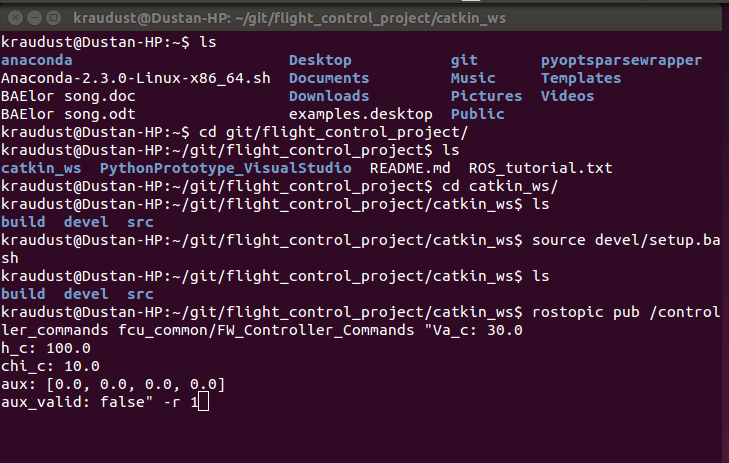 kraudust@Dustan-HP: ~/git/flight_control_project/catkin_ws
kraudust@Dustan-HP:~$ ls
anaconda Desktop git pyoptsparsewrapper
Anaconda-2.3.0-Linux-x86_64.sh Documents Music Templates
BAElor song.doc Downloads Pictures Videos
BAElor song.odt examples.desktop Public
kraudust@Dustan-HP:~$ cd git/flight_control_project/
kraudust@Dustan-HP:~/git/flight_control_project$ ls
catkin_ws PythonPrototype_VisualStudio README.md ROS_tutorial.txt
kraudust@Dustan-HP:~/git/flight_control_project$ cd catkin_ws/
kraudust@Dustan-HP:~/git/flight_control_project/catkin_ws$ ls
build devel src
kraudust@Dustan-HP:~/git/flight_control_project/catkin_ws$ source devel/setup.ba
sh
kraudust@Dustan-HP:~/git/flight_control_project/catkin_ws$ ls
build devel src
kraudust@Dustan-HP:~/git/flight_control_project/catkin_ws$ rostopic pub /control
ler_commands fcu_common/FW_Controller_Commands "Va_c: 30.0
h_c: 100.0
chi_c: 10.0
aux: [0.0, 0.0, 0.0, 0.0]
aux_valid: false" -r 1